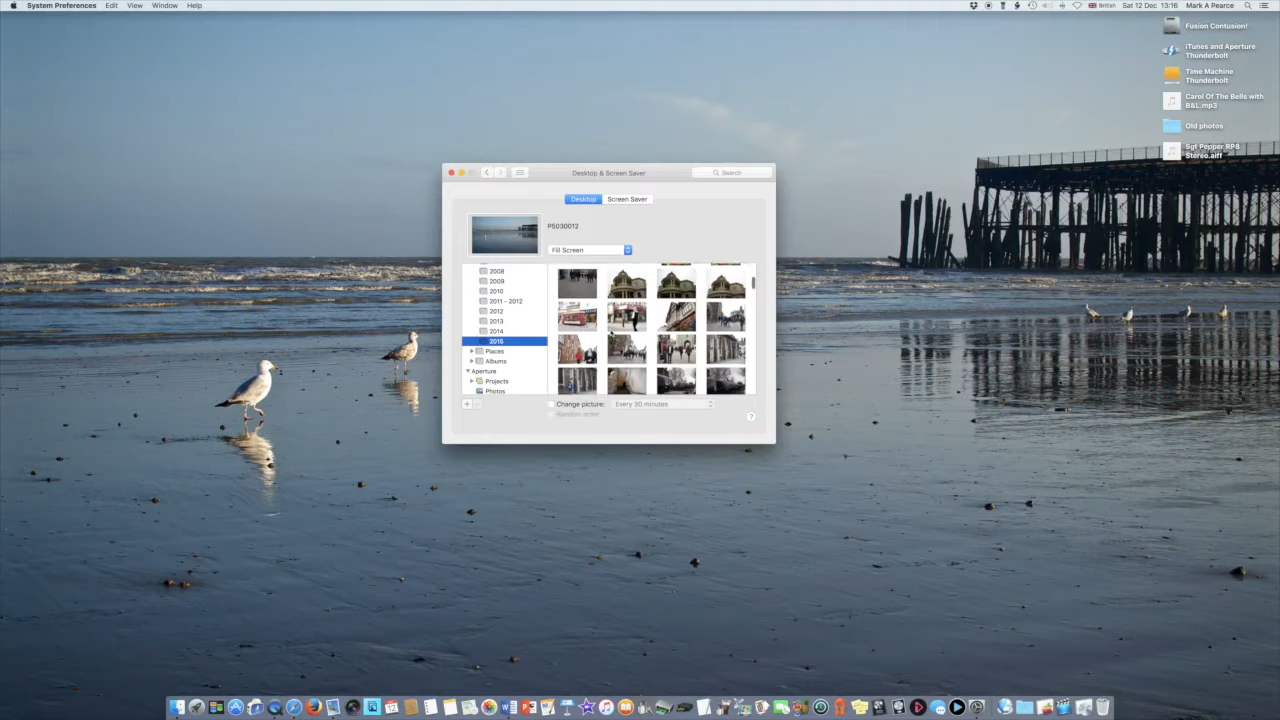 System Preferences Edit View Window Help
British Sat 12 Dec 13:16 Mark A Pearce
Fusion Contusion!
iTunes and Aperture
Thunderbolt
Time Machine
Thunderbolt
Carol Of The Bells with
B&L.mp3
Old photos
Sgt Pepper RP8
Stereo.aiff
Desktop & Screen Saver
Search
Desktop Screen Saver
P5030012
Fill Screen
2008
2009
2010
2011 - 2012
2012
2013
2014
2015
Places
Albums
Aperture
Projects
Photos
+
Change picture: Every 30 minutes
Random order
?